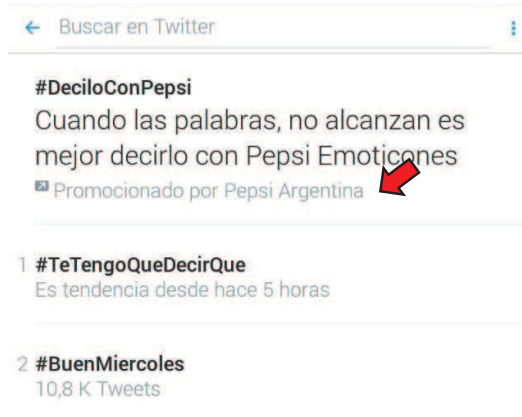 Buscar en Twitter
#DeciloConPepsi
Cuando las palabras, no alcanzan es
mejor decirlo con Pepsi Emoticones
Promocionado por Pepsi Argentina
1 #TeTengoQueDecirQue
Es tendencia desde hace 5 horas
2 #BuenMiercoles
10,8 K Tweets